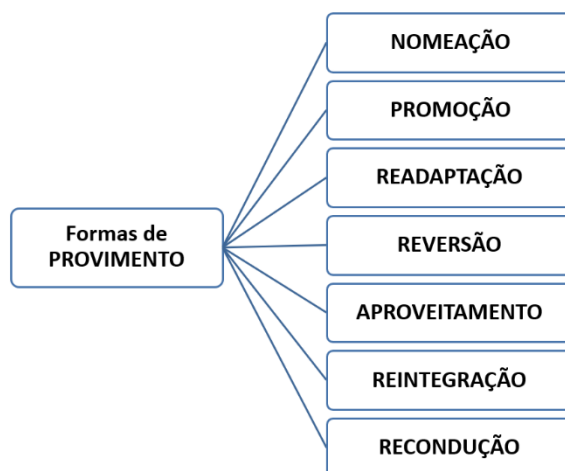 Formas de
PROVIMENTO
NOMEAÇÃO
PROMOÇÃO
READAPTAÇÃO
REVERSÃO
APROVEITAMENTO
REINTEGRAÇÃO
RECONDUÇÃO